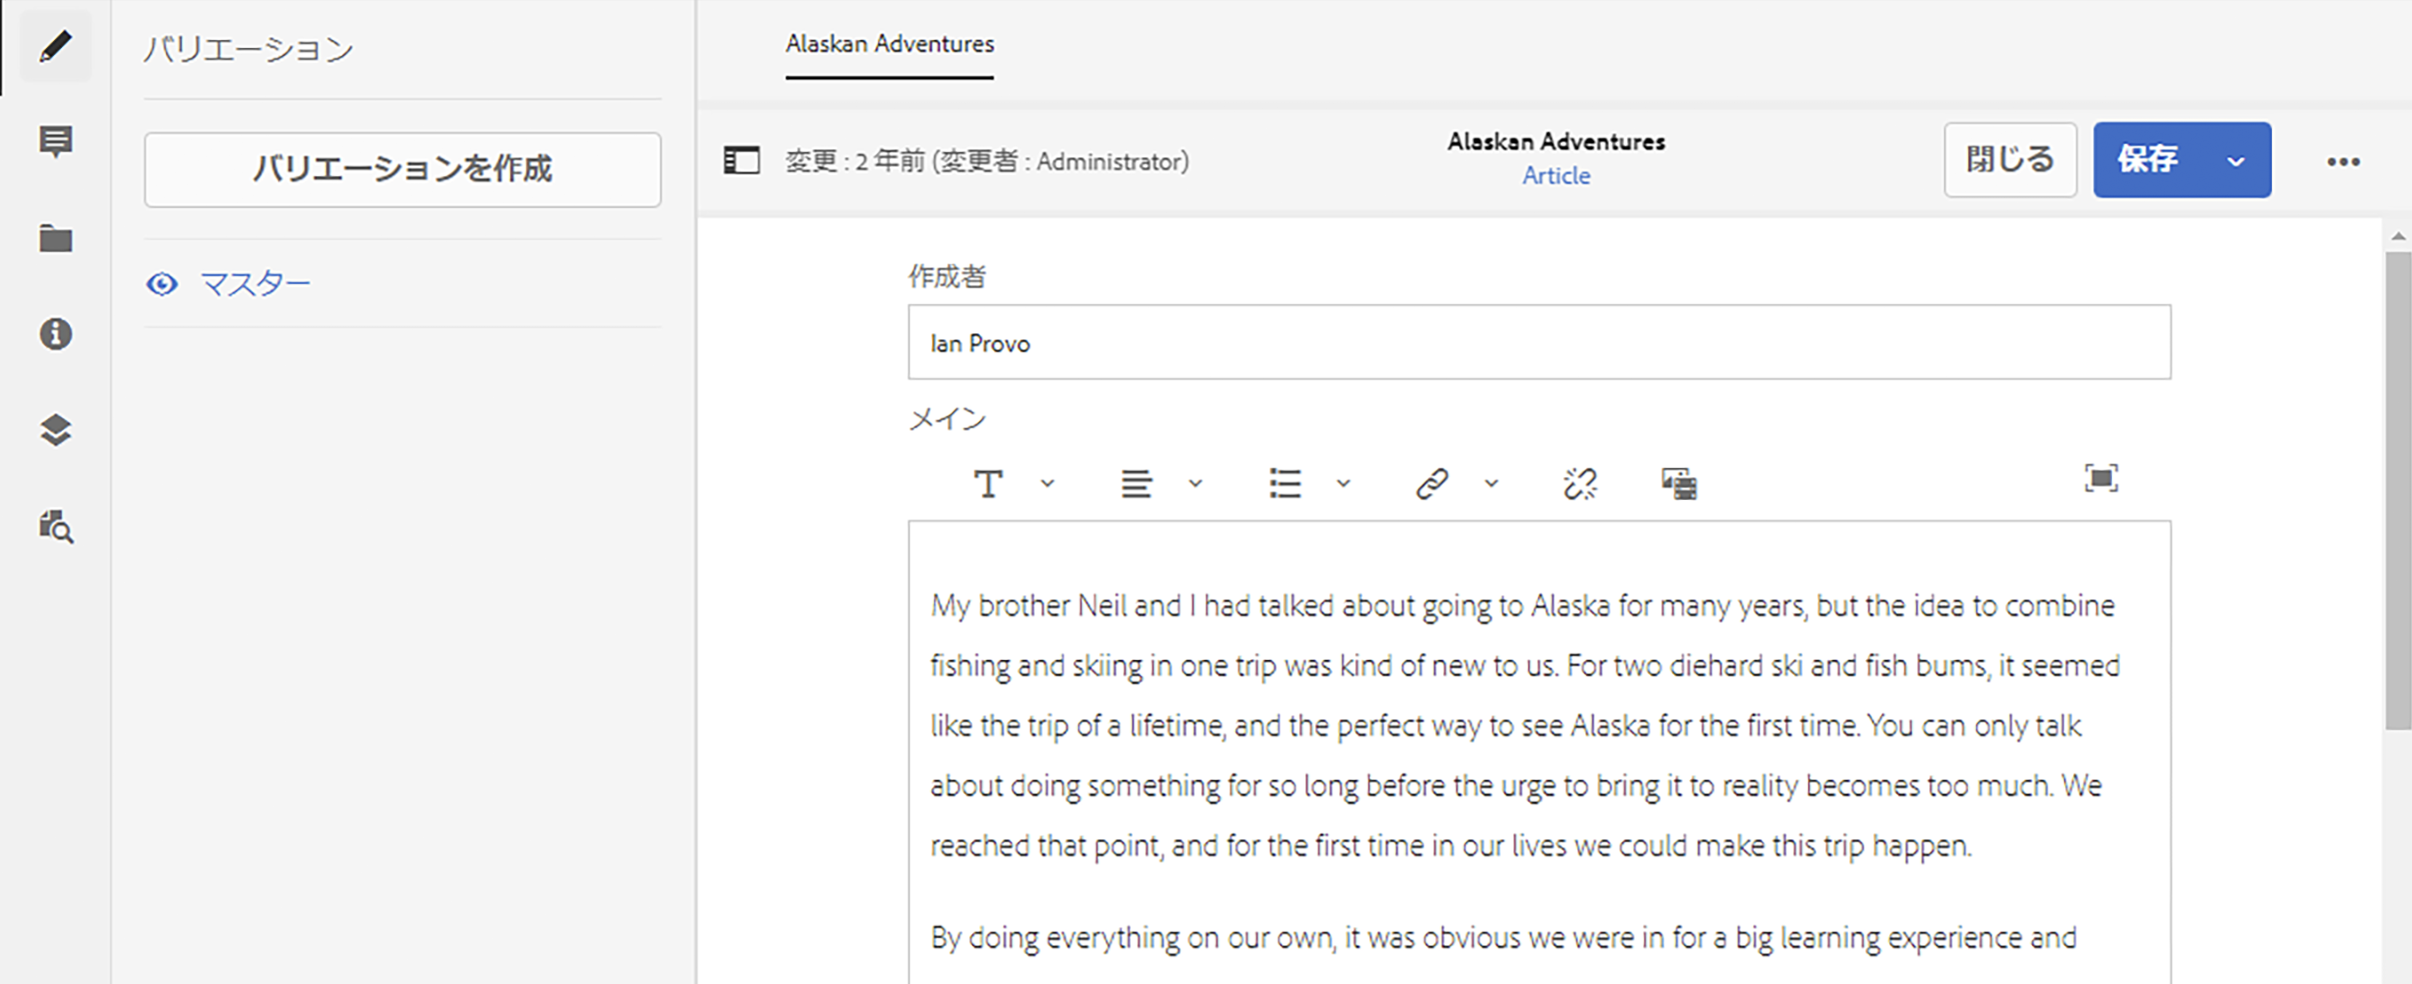 バリエーション
バリエーションを作成
マスター
Alaskan Adventures
変更 : 2 年前 (変更者 : Administrator)
Alaskan Adventures
Article
閉じる
保存
作成者
Ian Provo
メイン
My brother Neil and I had talked about going to Alaska for many years, but the idea to combine
fishing and skiing in one trip was kind of new to us. For two diehard ski and fish bums, it seemed
like the trip of a lifetime, and the perfect way to see Alaska for the first time. You can only talk
about doing something for so long before the urge to bring it to reality becomes too much. We
reached that point, and for the first time in our lives we could make this trip happen.
By doing everything on our own, it was obvious we were in for a big learning experience and